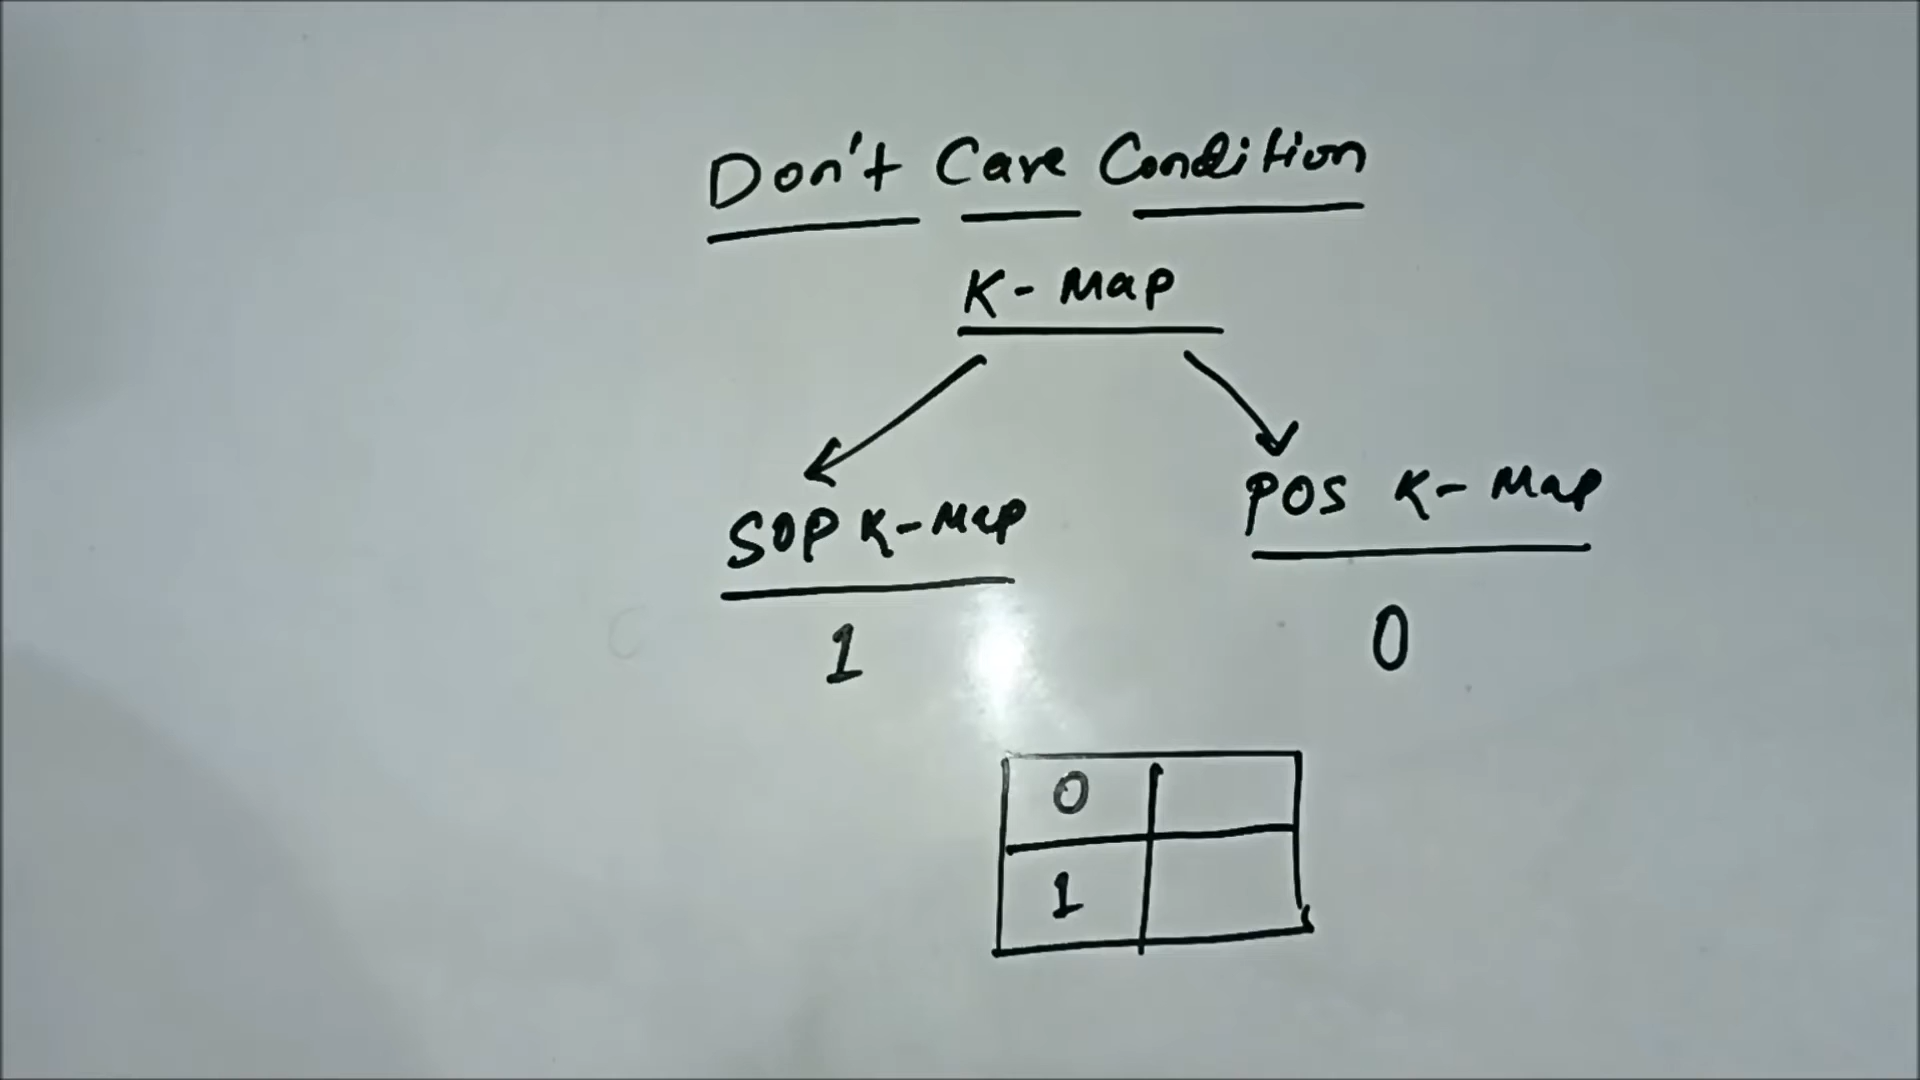 Don't Care Condition
K-Map
SOP K-Map
POS K-Map
1
0
0
1